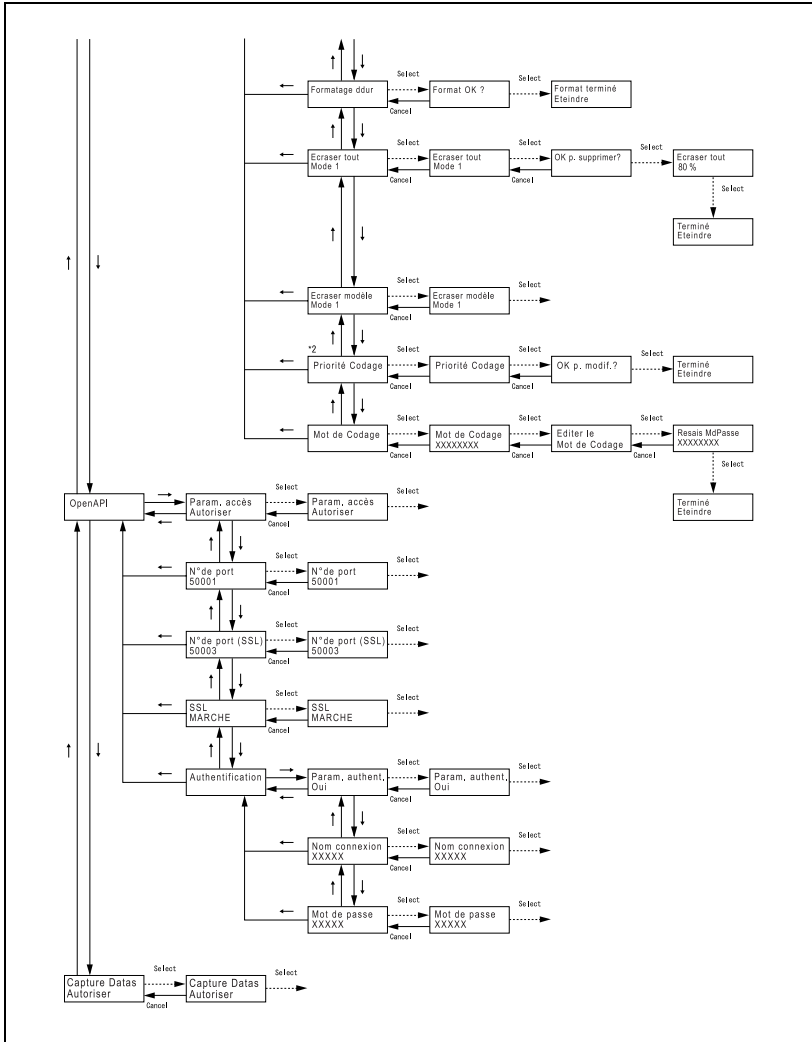 Select
Select
Formatage ddur
Format OK ?
Format terminé
Eteindre
Cancel
Select
Select
Select
Ecraser tout
Mode 1
Ecraser tout
Mode 1
OK p. supprimer?
Ecraser tout
80 %
Cancel
Cancel
Select
Terminé
Eteindre
Select
Select
Ecraser modèle
Mode 1
Ecraser modèle
Mode 1
Cancel
*2
Select
Select
Select
Priorité Codage
Priorité Codage
OK p. modif.?
Terminé
Eteindre
Cancel
Cancel
Select
Select
Select
Mot de Codage
Mot de Codage
XXXXXXXX
Editer le
Mot de Codage
Resais MdPasse
XXXXXXXX
Cancel
Cancel
Cancel
Select
Terminé
Eteindre
OpenAPI
Select
Select
Param, accès
Autoriser
Param, accès
Autoriser
Cancel
Select
Select
N°de port
50001
N°de port
50001
Cancel
Select
Select
N°de port (SSL)
50003
N°de port (SSL)
50003
Cancel
Select
Select
SSL
MARCHE
SSL
MARCHE
Cancel
Authentification
Select
Select
Param, authent,
Oui
Param, authent,
Oui
Cancel
Select
Select
Nom connexion
XXXXX
Nom connexion
XXXXX
Cancel
Select
Select
Mot de passe
XXXXX
Mot de passe
XXXXX
Cancel
Select
Select
Capture Datas
Autoriser
Capture Datas
Autoriser
Cancel